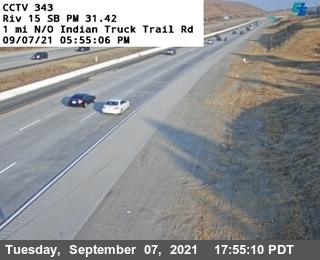 CCTV 343
Riv 15 SB PM 31.42
1 mi N/O Indian Truck Trail Rd
09/07/21 05:55:06 PM
Tuesday, September 07, 2021 17:55:10 PDT